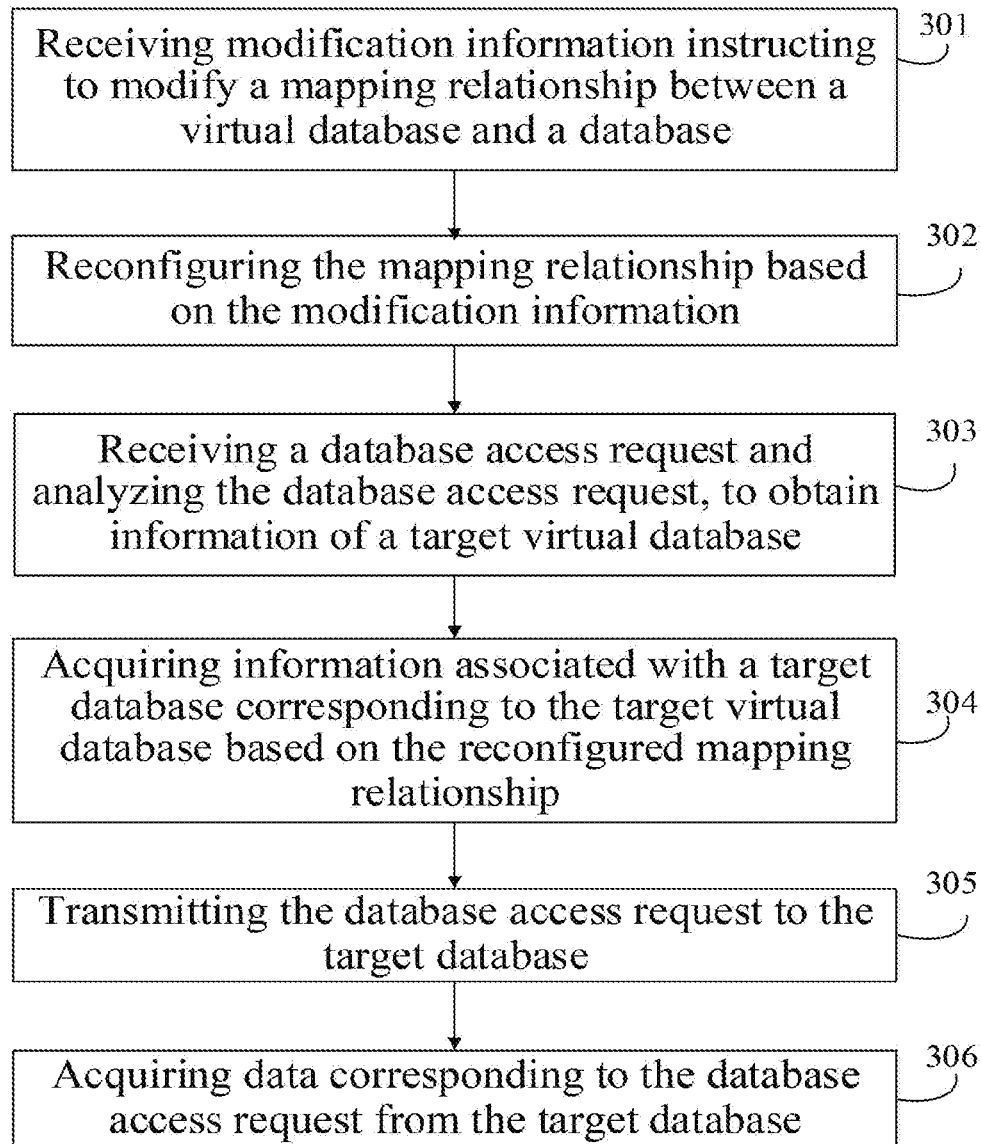 Receiving modification information instructing
to modify a mapping relationship between a
virtual database and a database
301
Reconfiguring the mapping relationship based
on the modification information
302
Receiving a database access request and
analyzing the database access request, to obtain
information of a target virtual database
303
Acquiring information associated with a target
database corresponding to the target virtual
database based on the reconfigured mapping
relationship
304
Transmitting the database access request to the
target database
305
Acquiring data corresponding to the database
access request from the target database
306